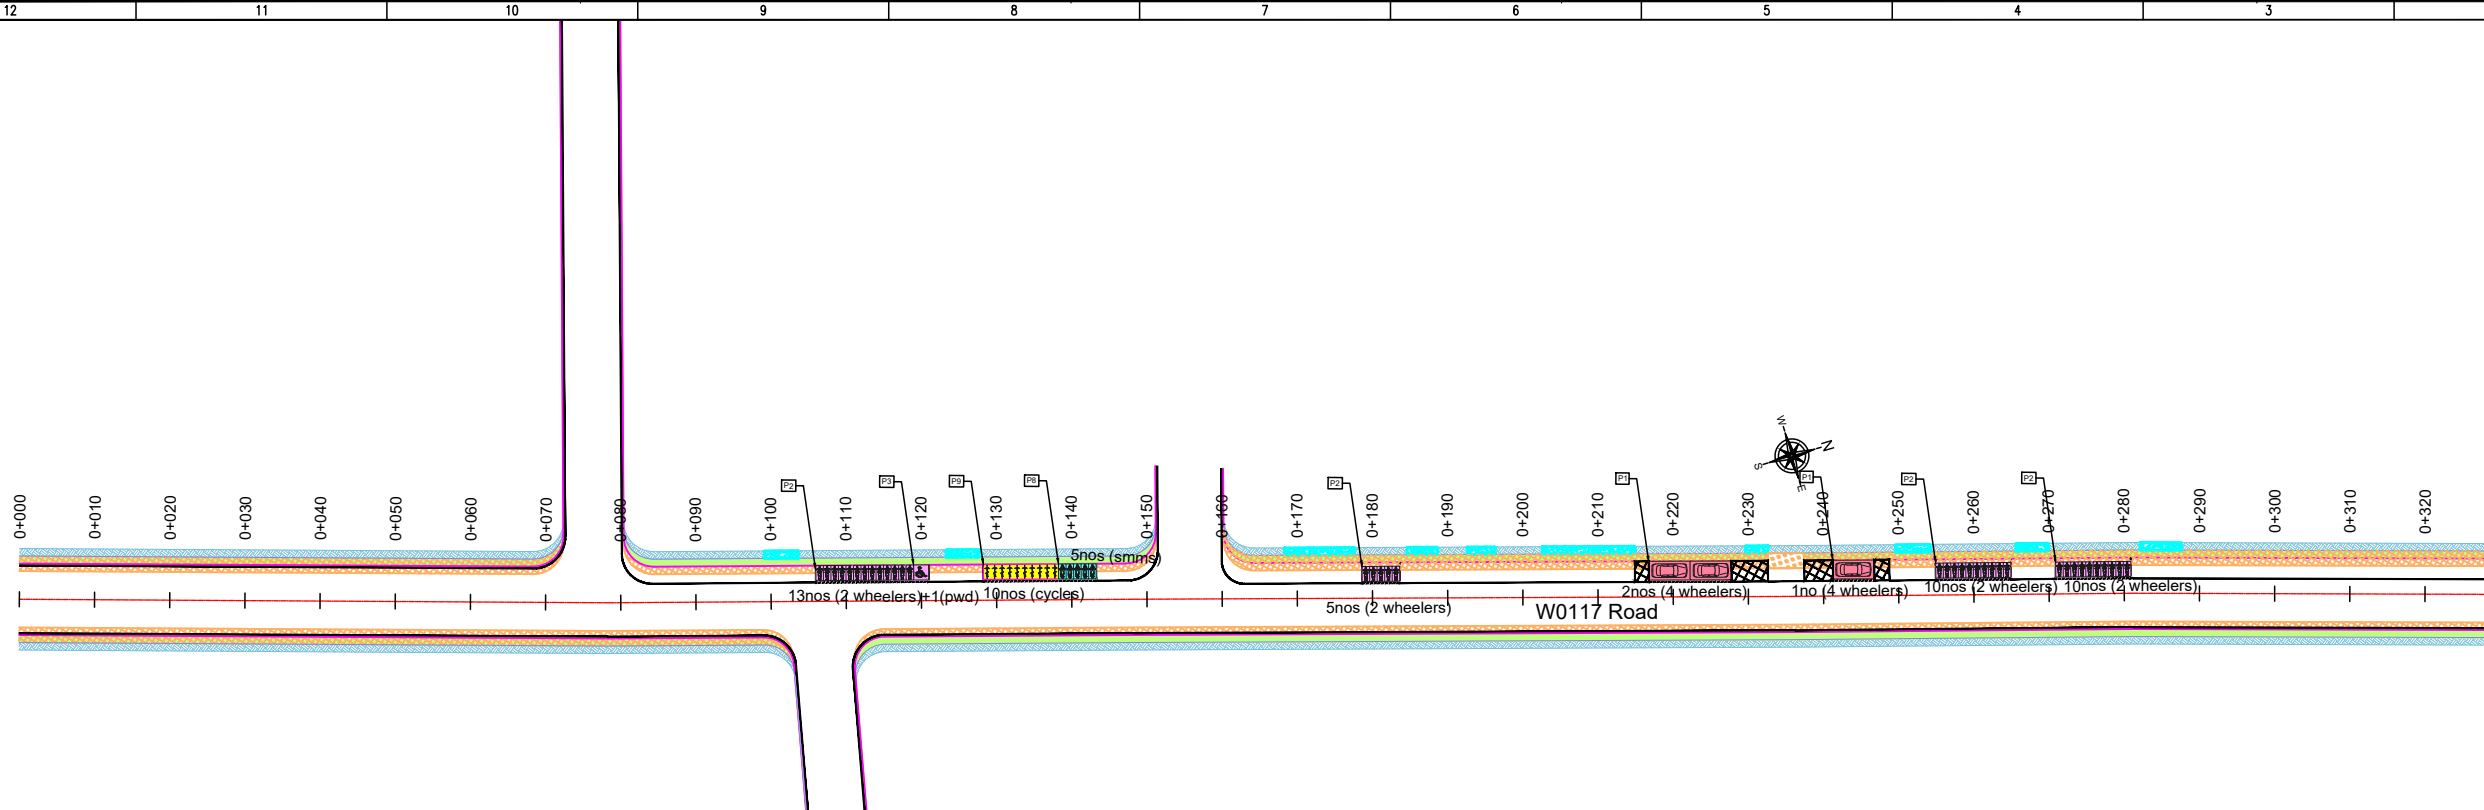 12 11 10 9 8 7 6 5 4 3
W N S E
P2 P3 P9 P8 P2 P1 P1 P2 P2
0+000 0+010 0+020 0+030 0+040 0+050 0+060 0+070 0+080 0+090 0+100 0+110 0+120 0+130 0+140 0+150 0+160 0+170 0+180 0+190 0+200 0+210 0+220 0+230 0+240 0+250 0+260 0+270 0+280 0+290 0+300 0+310 0+320
5nos (smms)
13nos (2 wheelers)+1(pwd)
10nos (cycles)
5nos (2 wheelers)
2nos (4 wheelers)
1no (4 wheelers)
10nos (2 wheelers)
10nos (2 wheelers)
W0117 Road